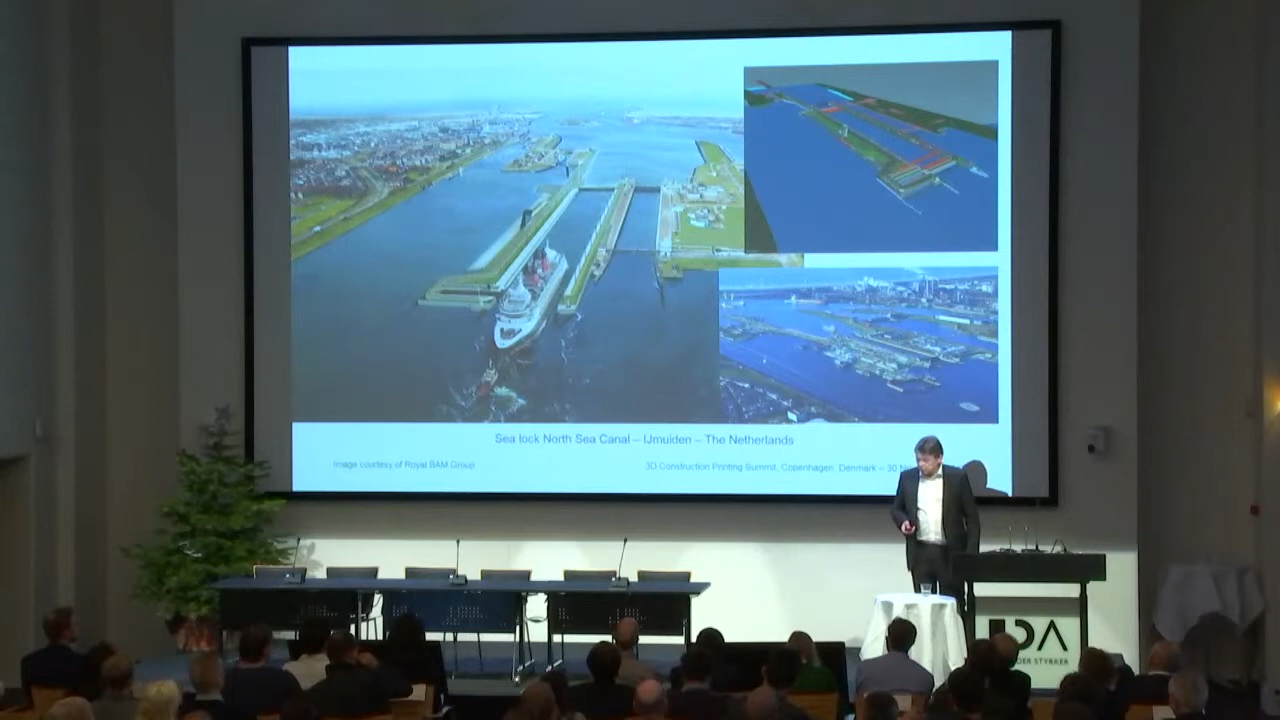 Sea lock North Sea Canal – IJmuiden – The Netherlands
Image courtesy of Royal BAM Group
3D Construction Printing Summit, Copenhagen, Denmark – 30
IDA
STYRKER